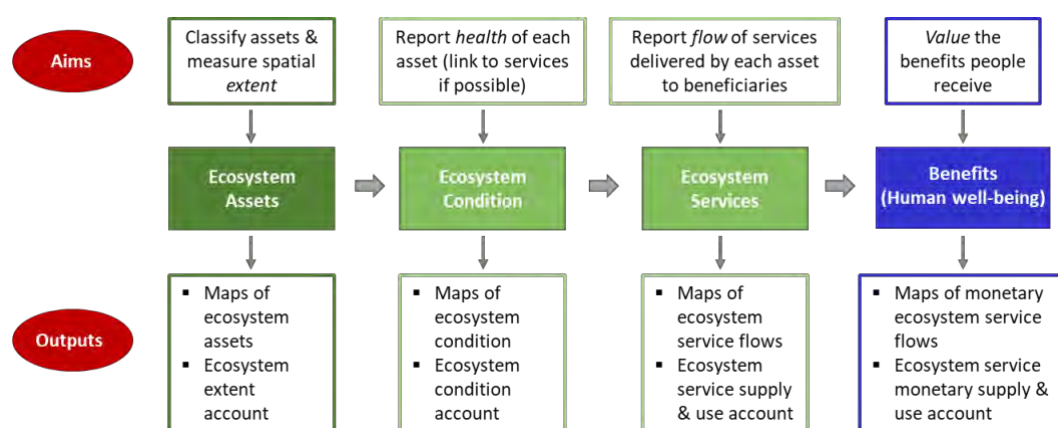 Aims
Classify assets &
measure spatial
extent
Report health of each
asset (link to services
if possible)
Report flow of services
delivered by each asset
to beneficiaries
Value the
benefits people
receive
Ecosystem
Assets
Ecosystem
Condition
Ecosystem
Services
Benefits
(Human well-being)
Outputs
▪ Maps of
ecosystem
assets
▪ Ecosystem
extent
account
▪ Maps of
ecosystem
condition
▪ Ecosystem
condition
account
▪ Maps of
ecosystem
service flows
▪ Ecosystem
service supply
& use account
▪ Maps of monetary
ecosystem service
flows
▪ Ecosystem service
monetary supply &
use account